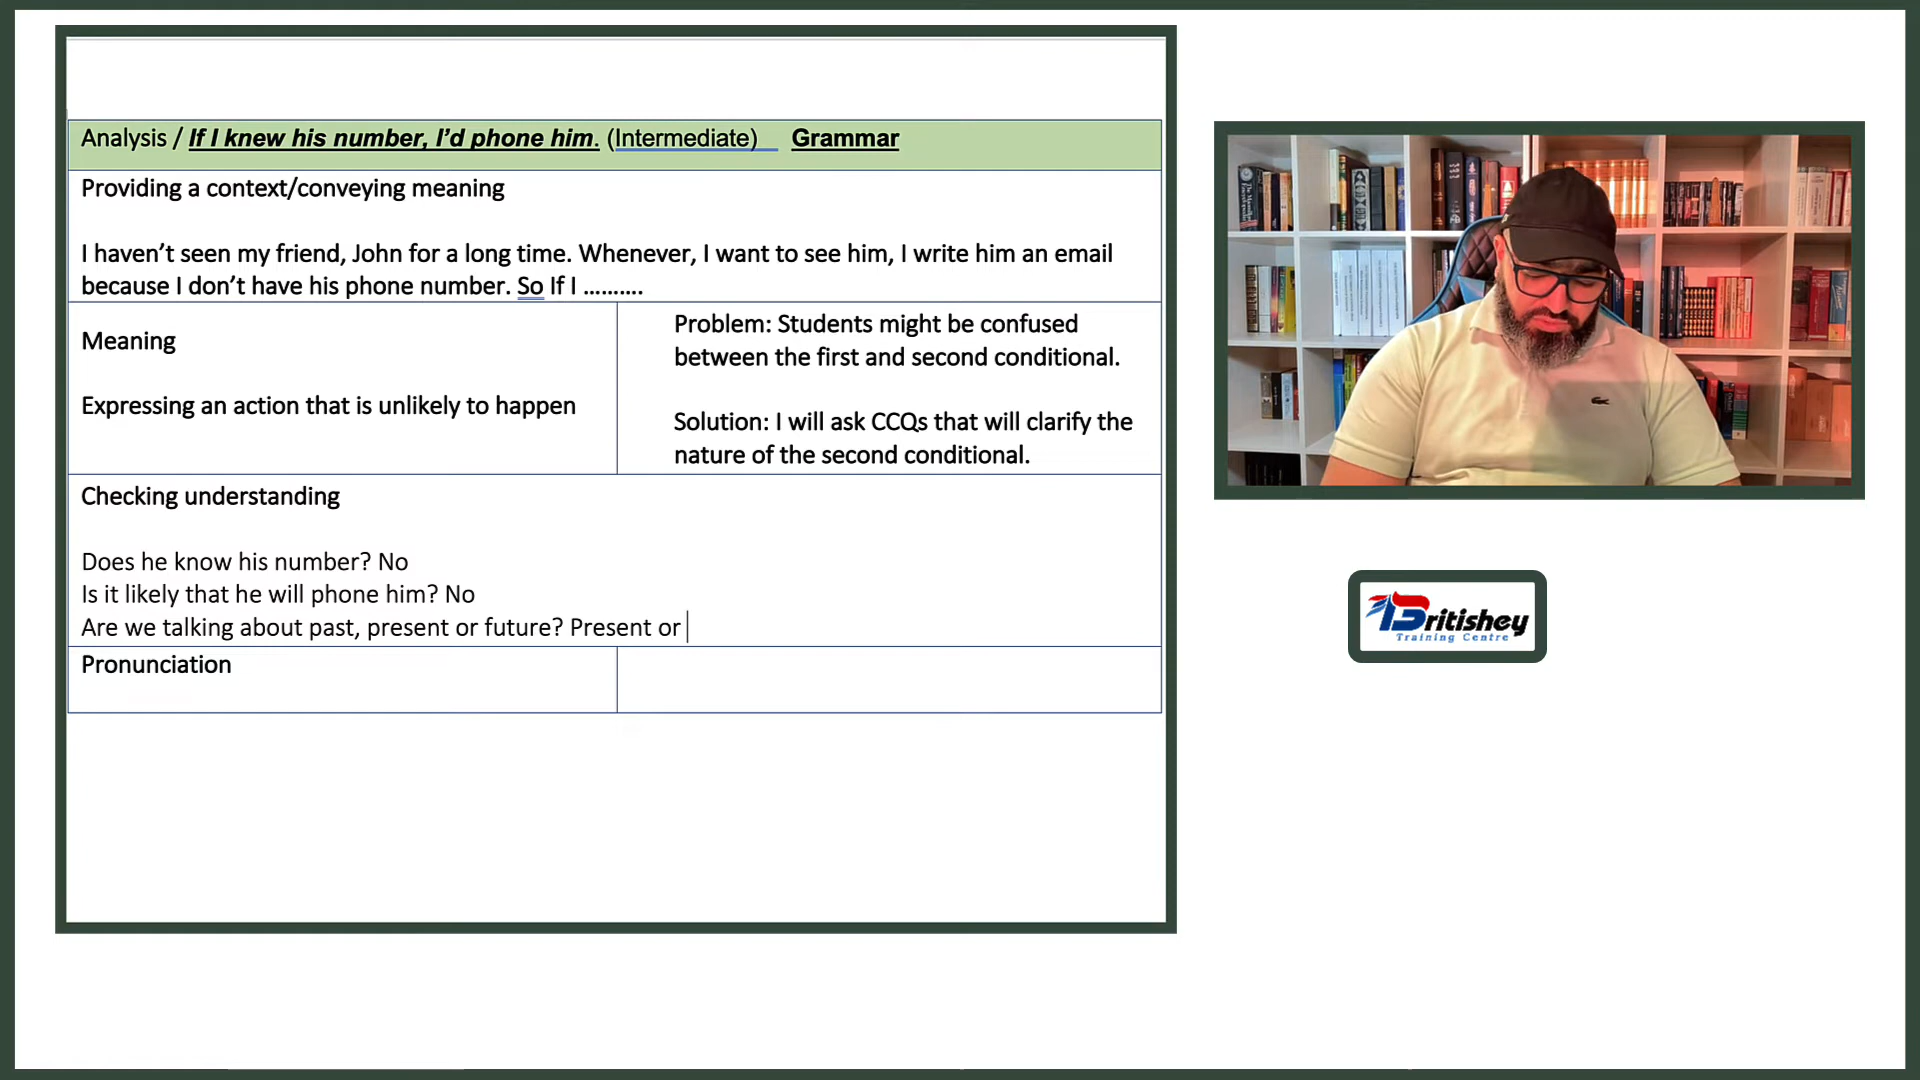 Analysis / If I knew his number, I’d phone him. (Intermediate) Grammar
Providing a context/conveying meaning
I haven’t seen my friend, John for a long time. Whenever, I want to see him, I write him an email
because I don’t have his phone number. So If I ..........
Meaning
Expressing an action that is unlikely to happen
Problem: Students might be confused
between the first and second conditional.
Solution: I will ask CCQs that will clarify the
nature of the second conditional.
Checking understanding
Does he know his number? No
Is it likely that he will phone him? No
Are we talking about past, present or future? Present or
Pronunciation
Britishey
Training Centre